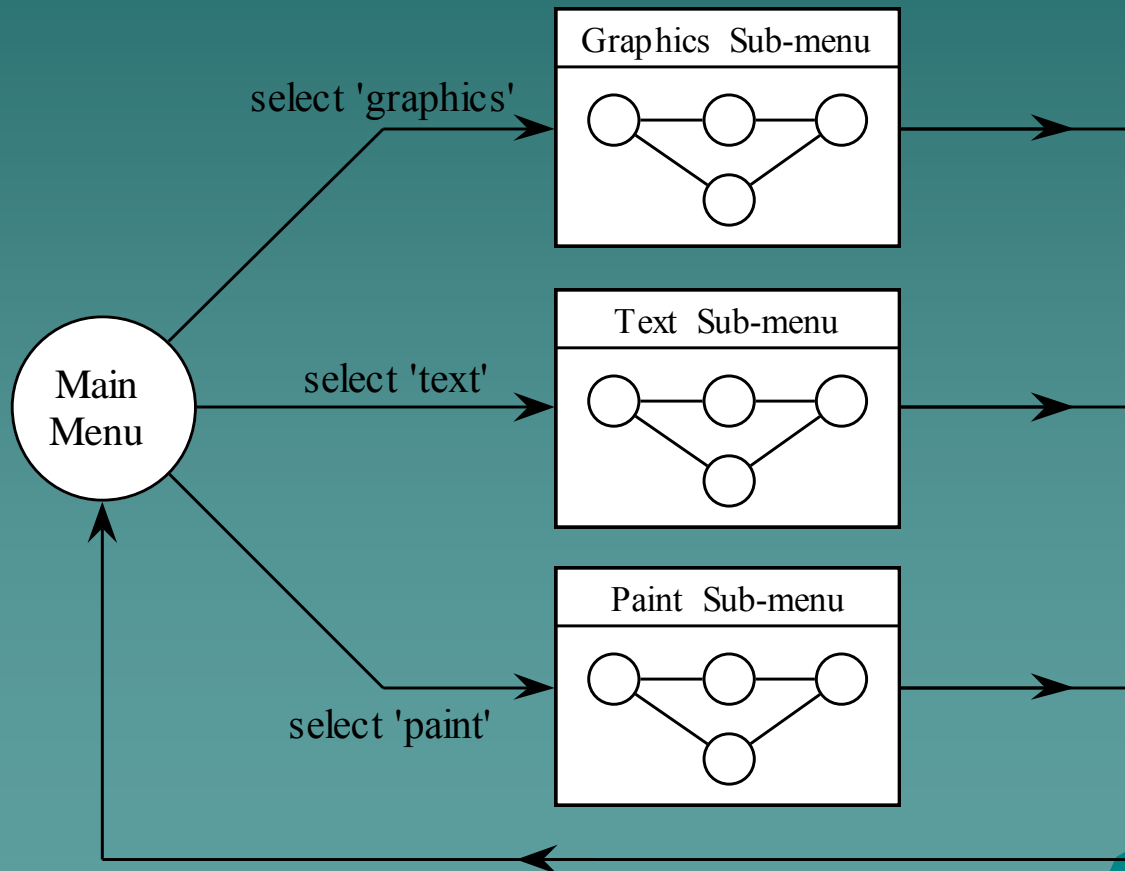 Graphics Sub-menu
select 'graphics'
Text Sub-menu
select 'text'
Main
Menu
Paint Sub-menu
select 'paint'